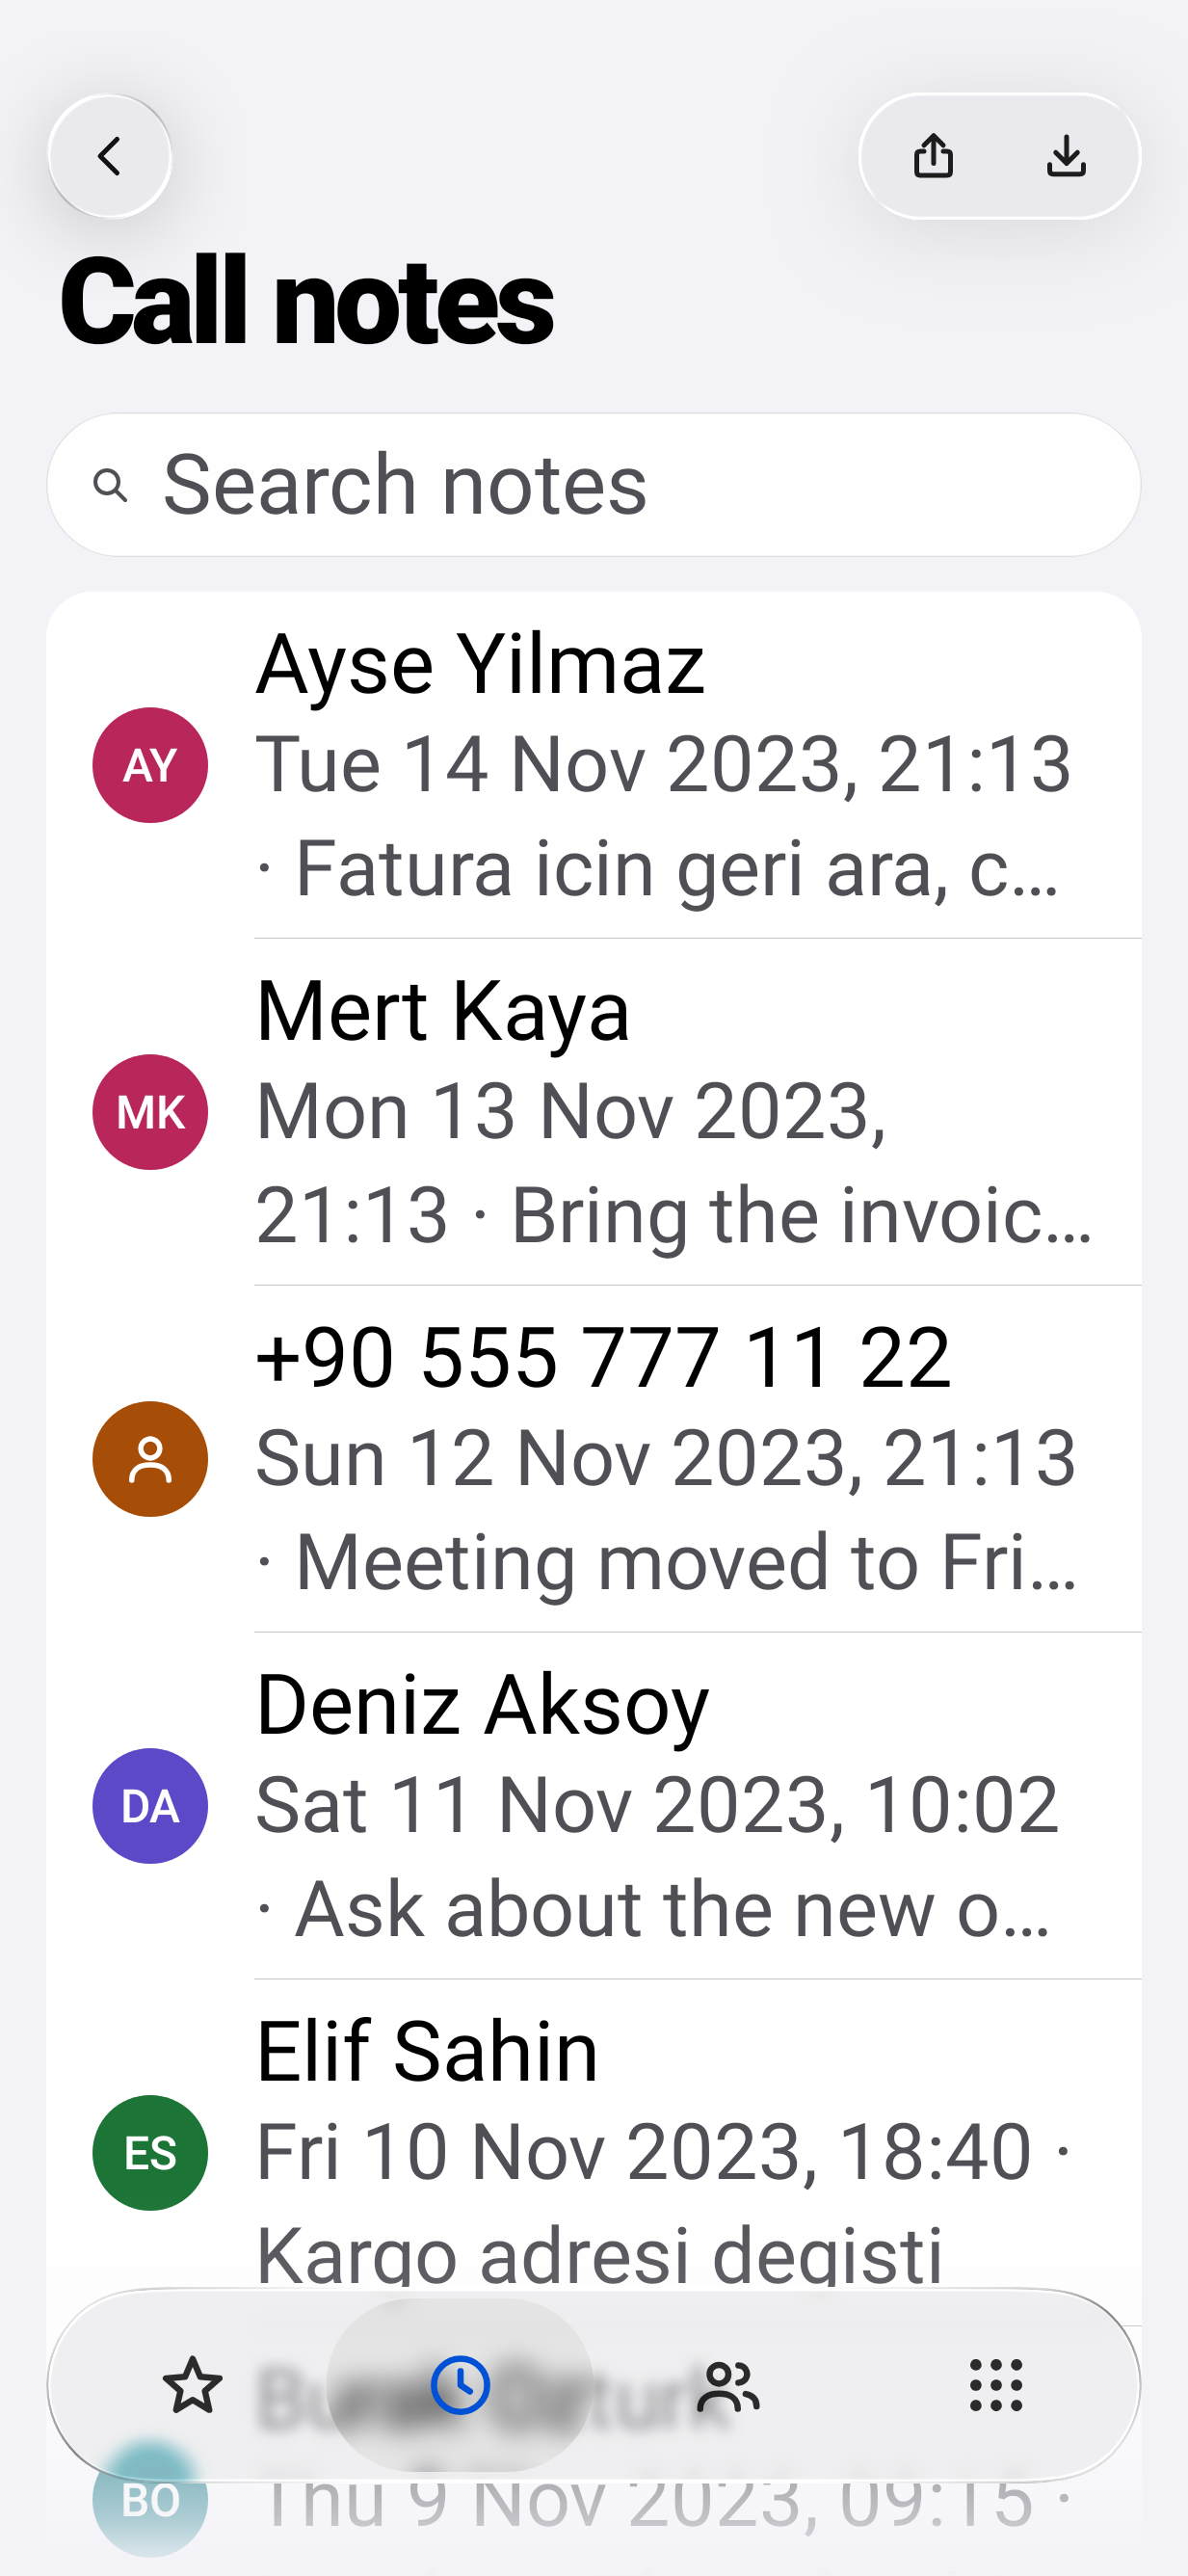 Call notes
Search notes
Ayse Yilmaz
AY
Tue 14 Nov 2023, 21:13
· Fatura icin geri ara, c…
Mert Kaya
MK
Mon 13 Nov 2023,
21:13 · Bring the invoic…
+90 555 777 11 22
Sun 12 Nov 2023, 21:13
· Meeting moved to Fri…
Deniz Aksoy
DA
Sat 11 Nov 2023, 10:02
· Ask about the new o…
Elif Sahin
ES
Fri 10 Nov 2023, 18:40 ·
Kargo adresi degisti
BO
Thu 9 Nov 2023, 09:15 ·